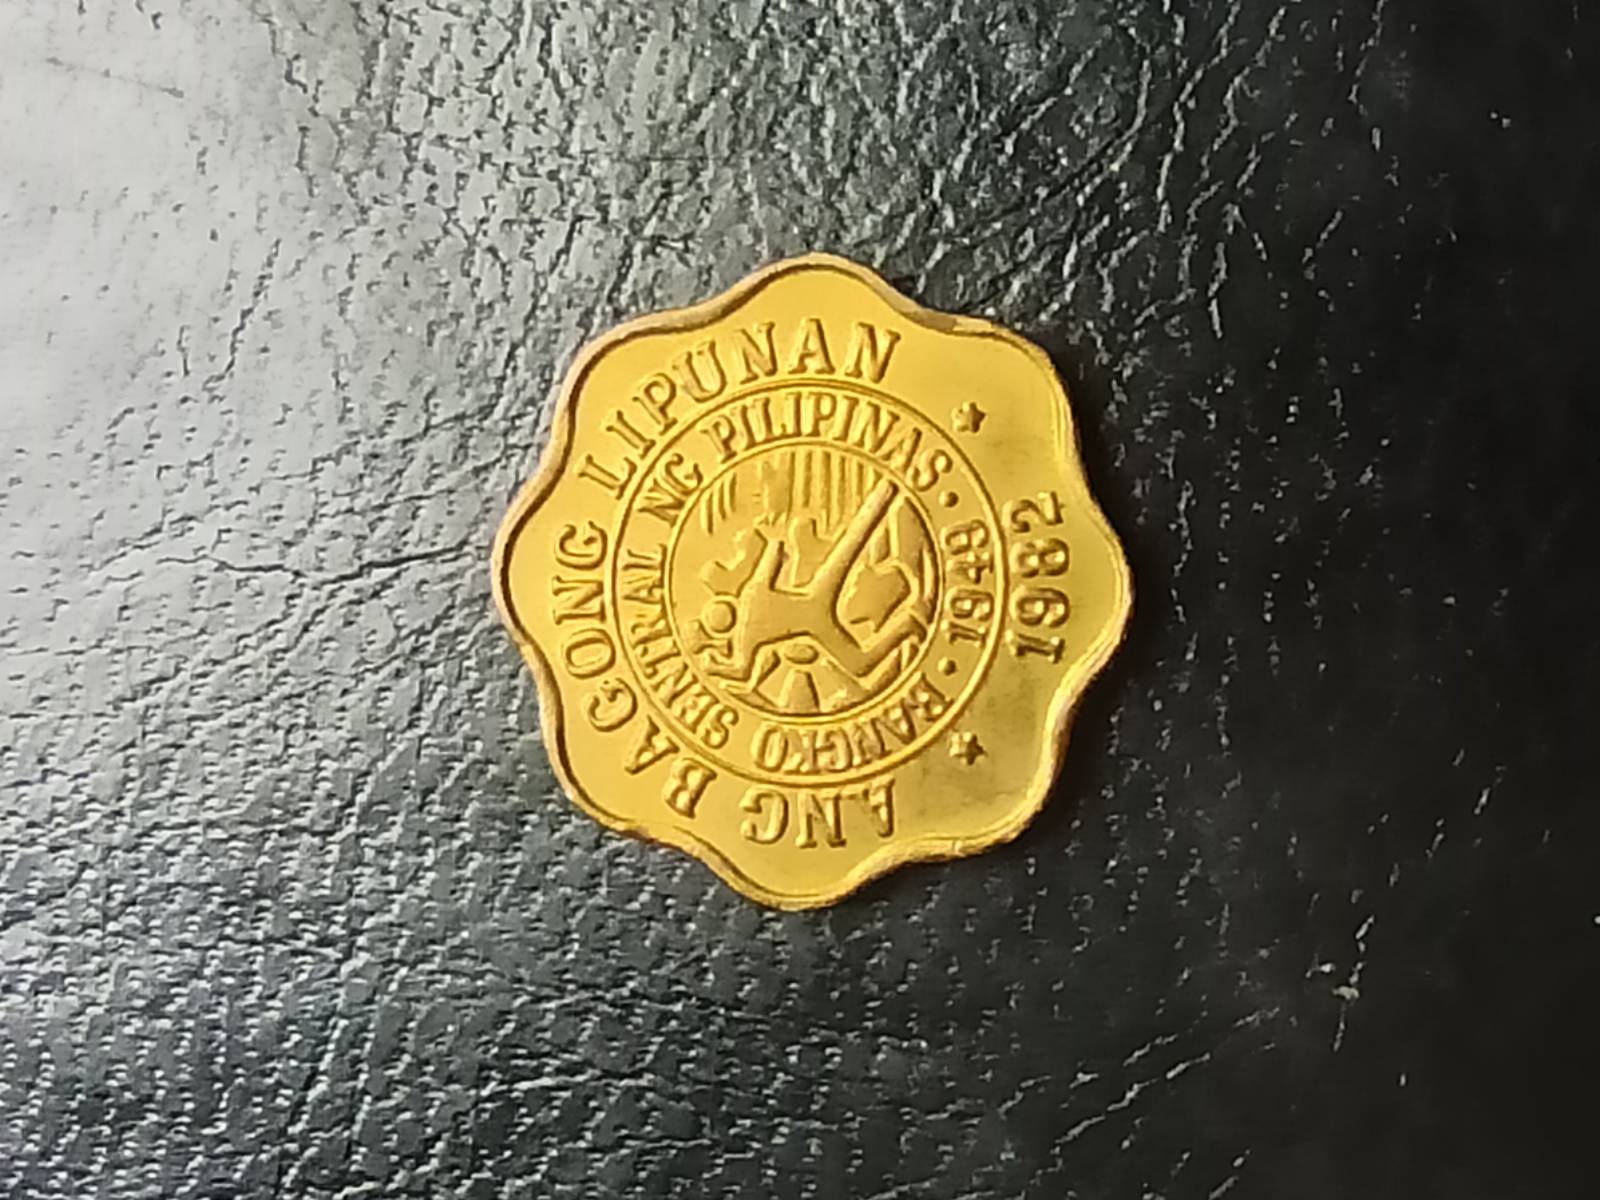 ANG BAGONG LIPUNAN
1982
BANGKO SENTRAL NG PILIPINAS · 1949 ·